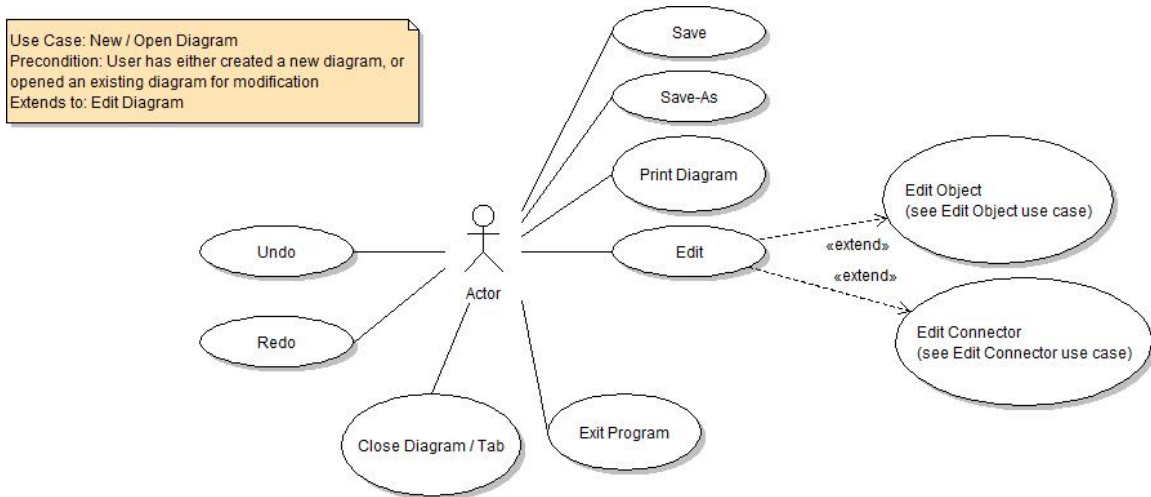 Use Case: New / Open Diagram
Precondition: User has either created a new diagram, or
opened an existing diagram for modification
Extends to: Edit Diagram
Save
Save-As
Print Diagram
Edit Object
(see Edit Object use case)
Undo
Edit
«extend»
«extend»
Actor
Redo
Edit Connector
(see Edit Connector use case)
Close Diagram / Tab
Exit Program